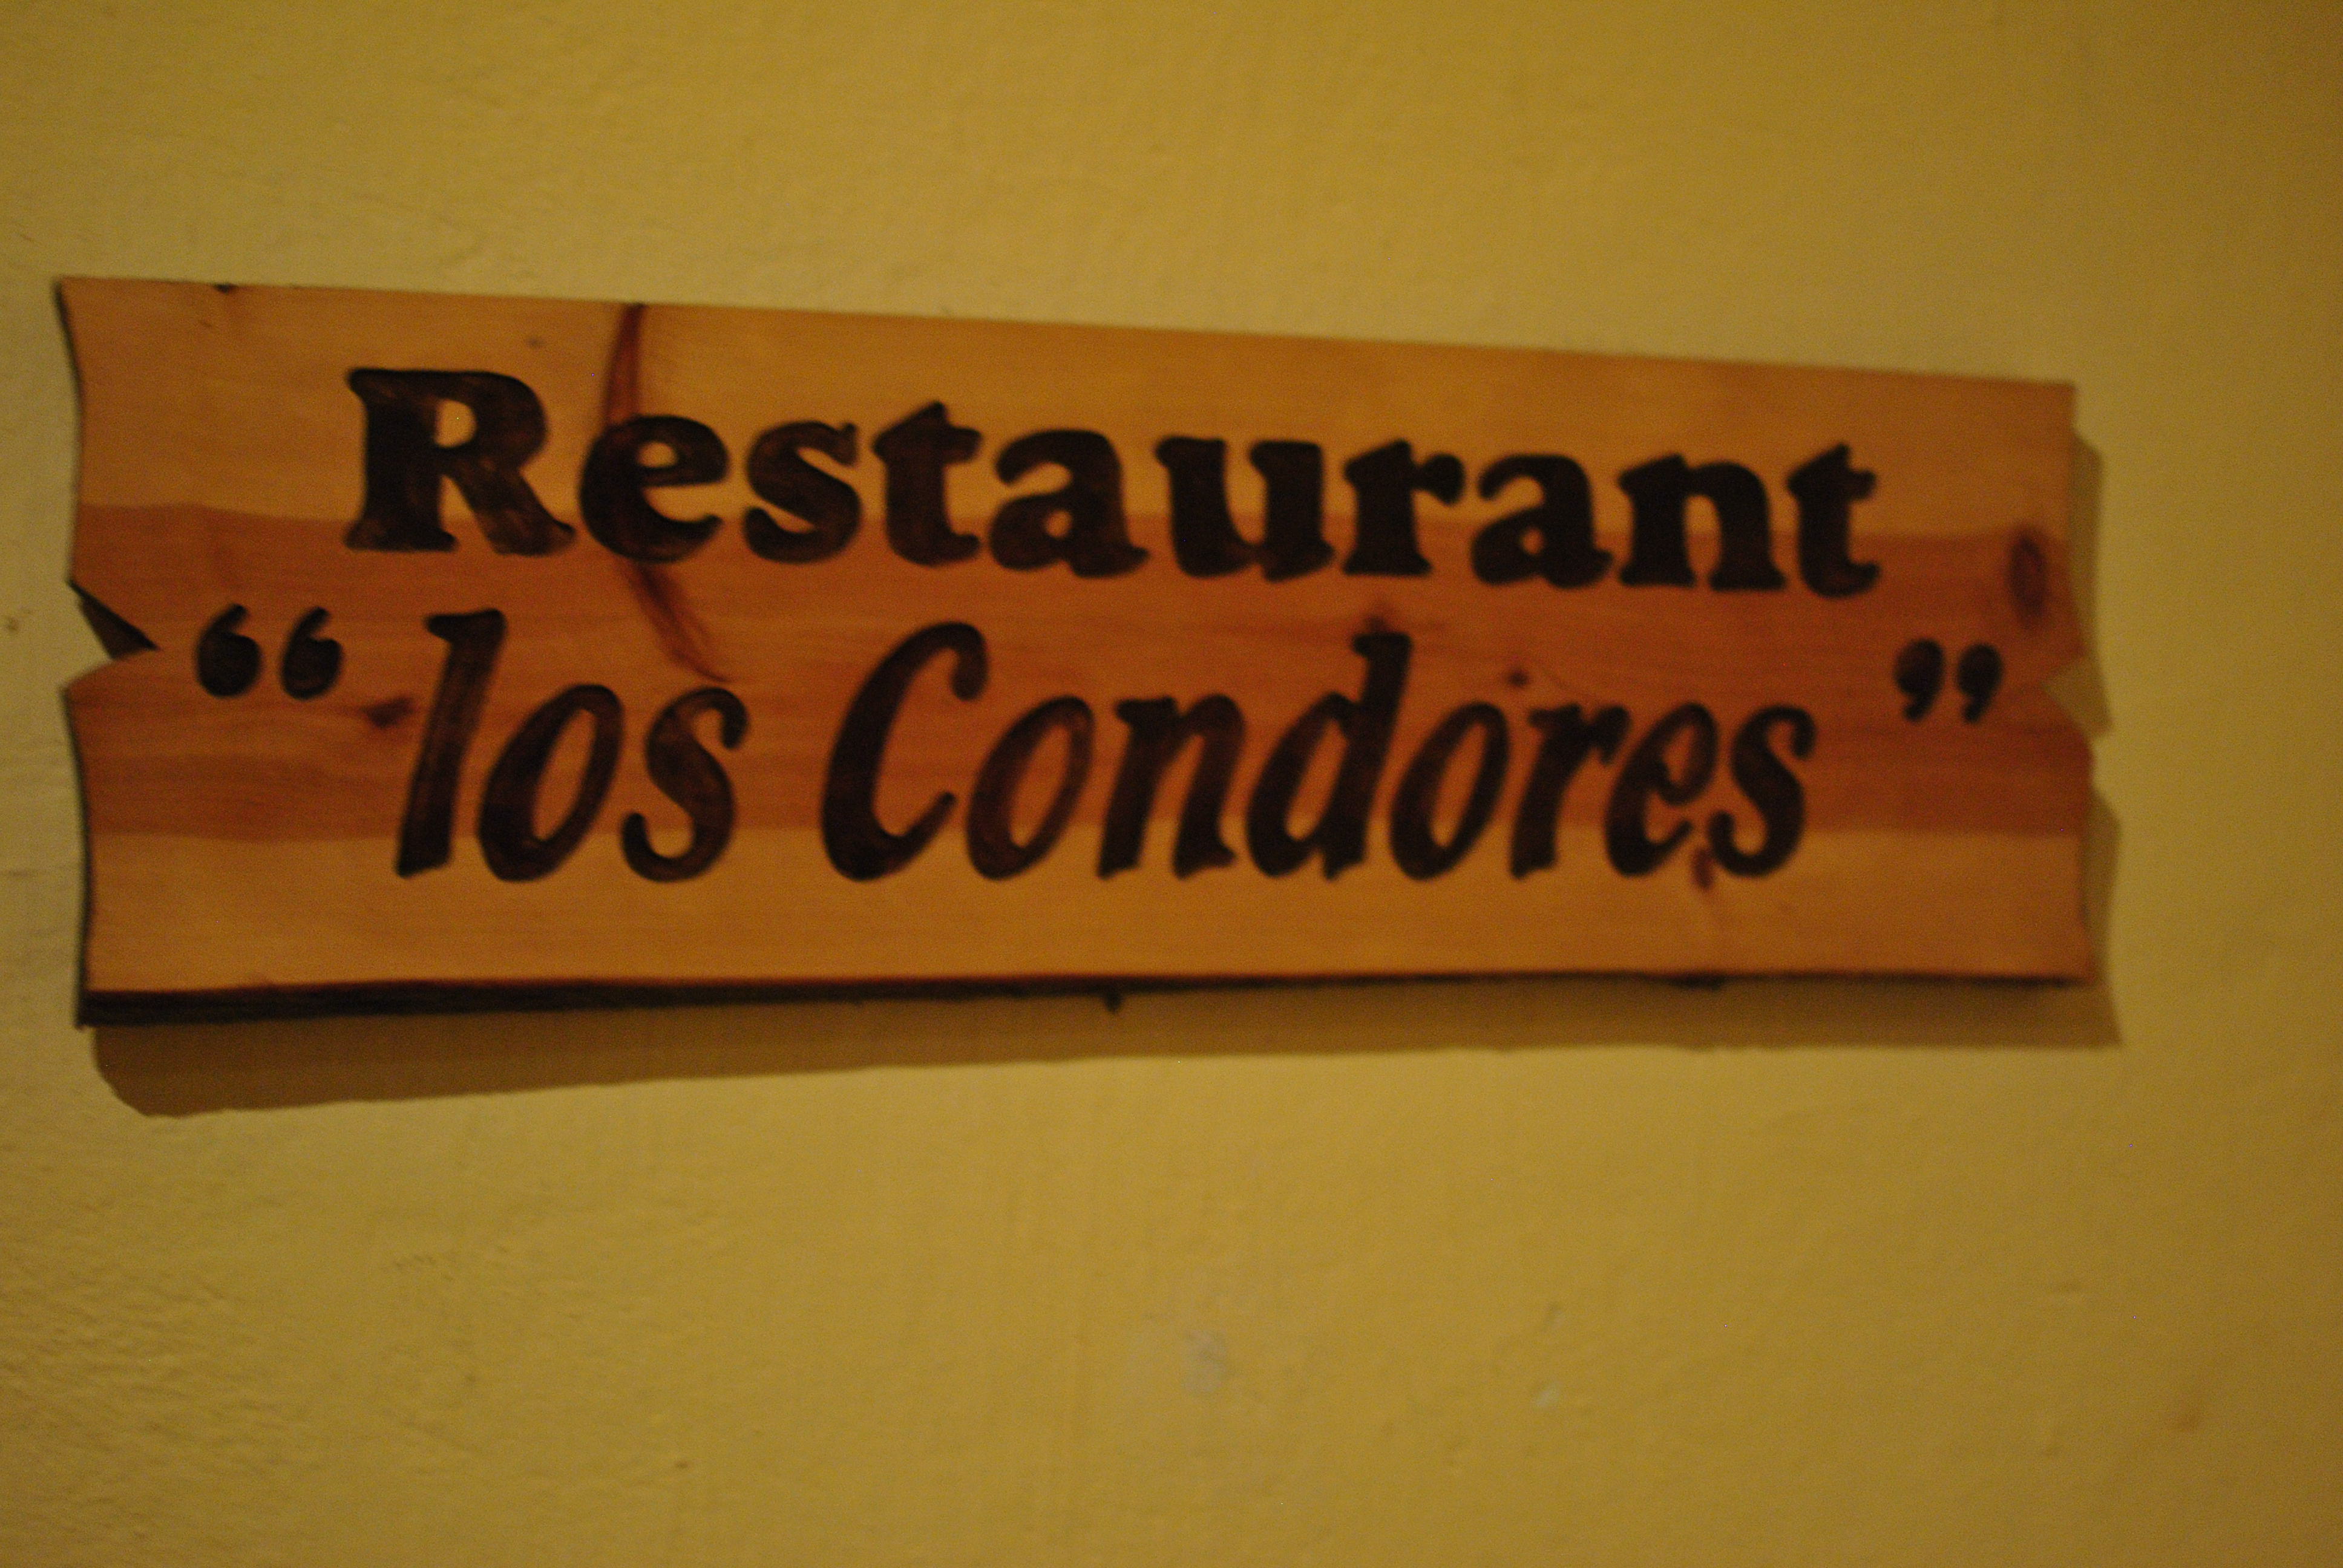 Restaurant
“los Condores”